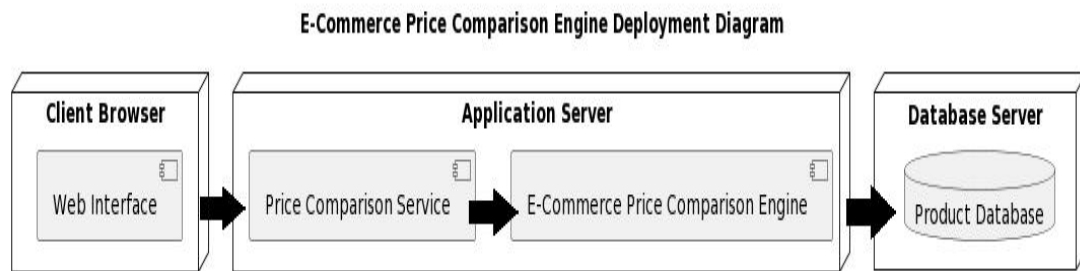 E-Commerce Price Comparison Engine Deployment Diagram
Client Browser
Web Interface
Application Server
Price Comparison Service
E-Commerce Price Comparison Engine
Database Server
Product Database